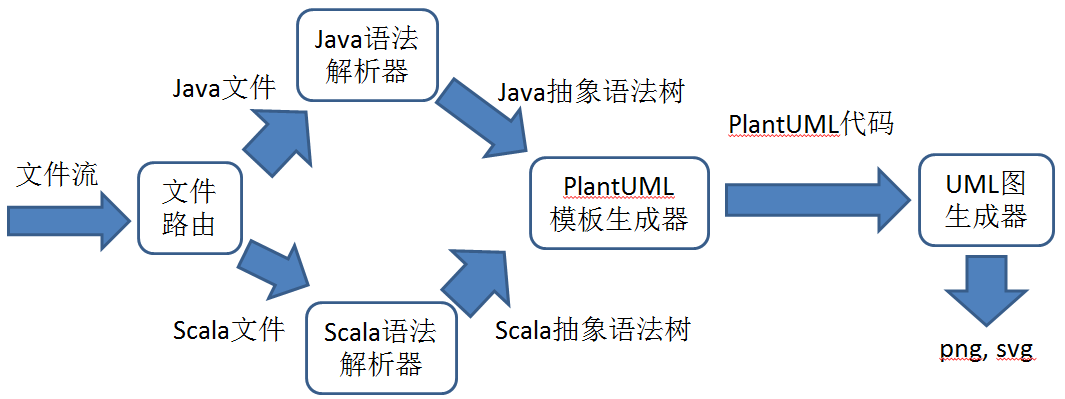 文件流
文件
路由
Java文件
Java语法
解析器
Java抽象语法树
Scala文件
Scala语法
解析器
Scala抽象语法树
PlantUML
模板生成器
PlantUML代码
UML图
生成器
png, svg